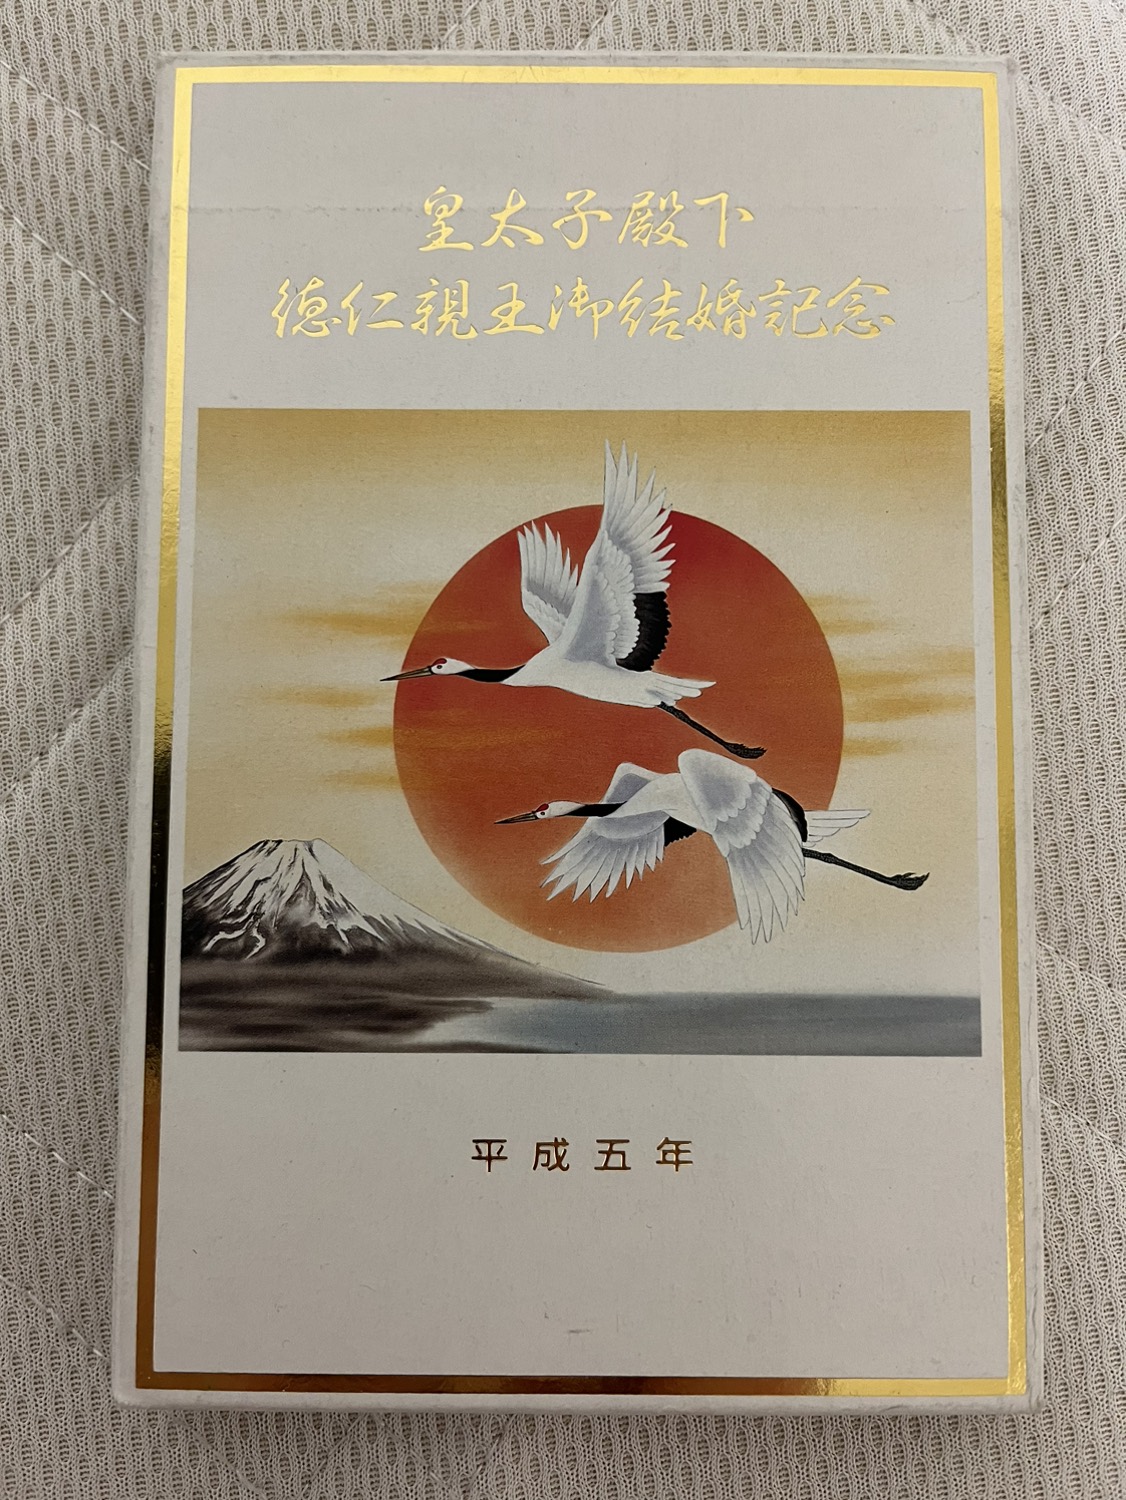 皇太子殿下
徳仁親王御結婚記念
平成五年